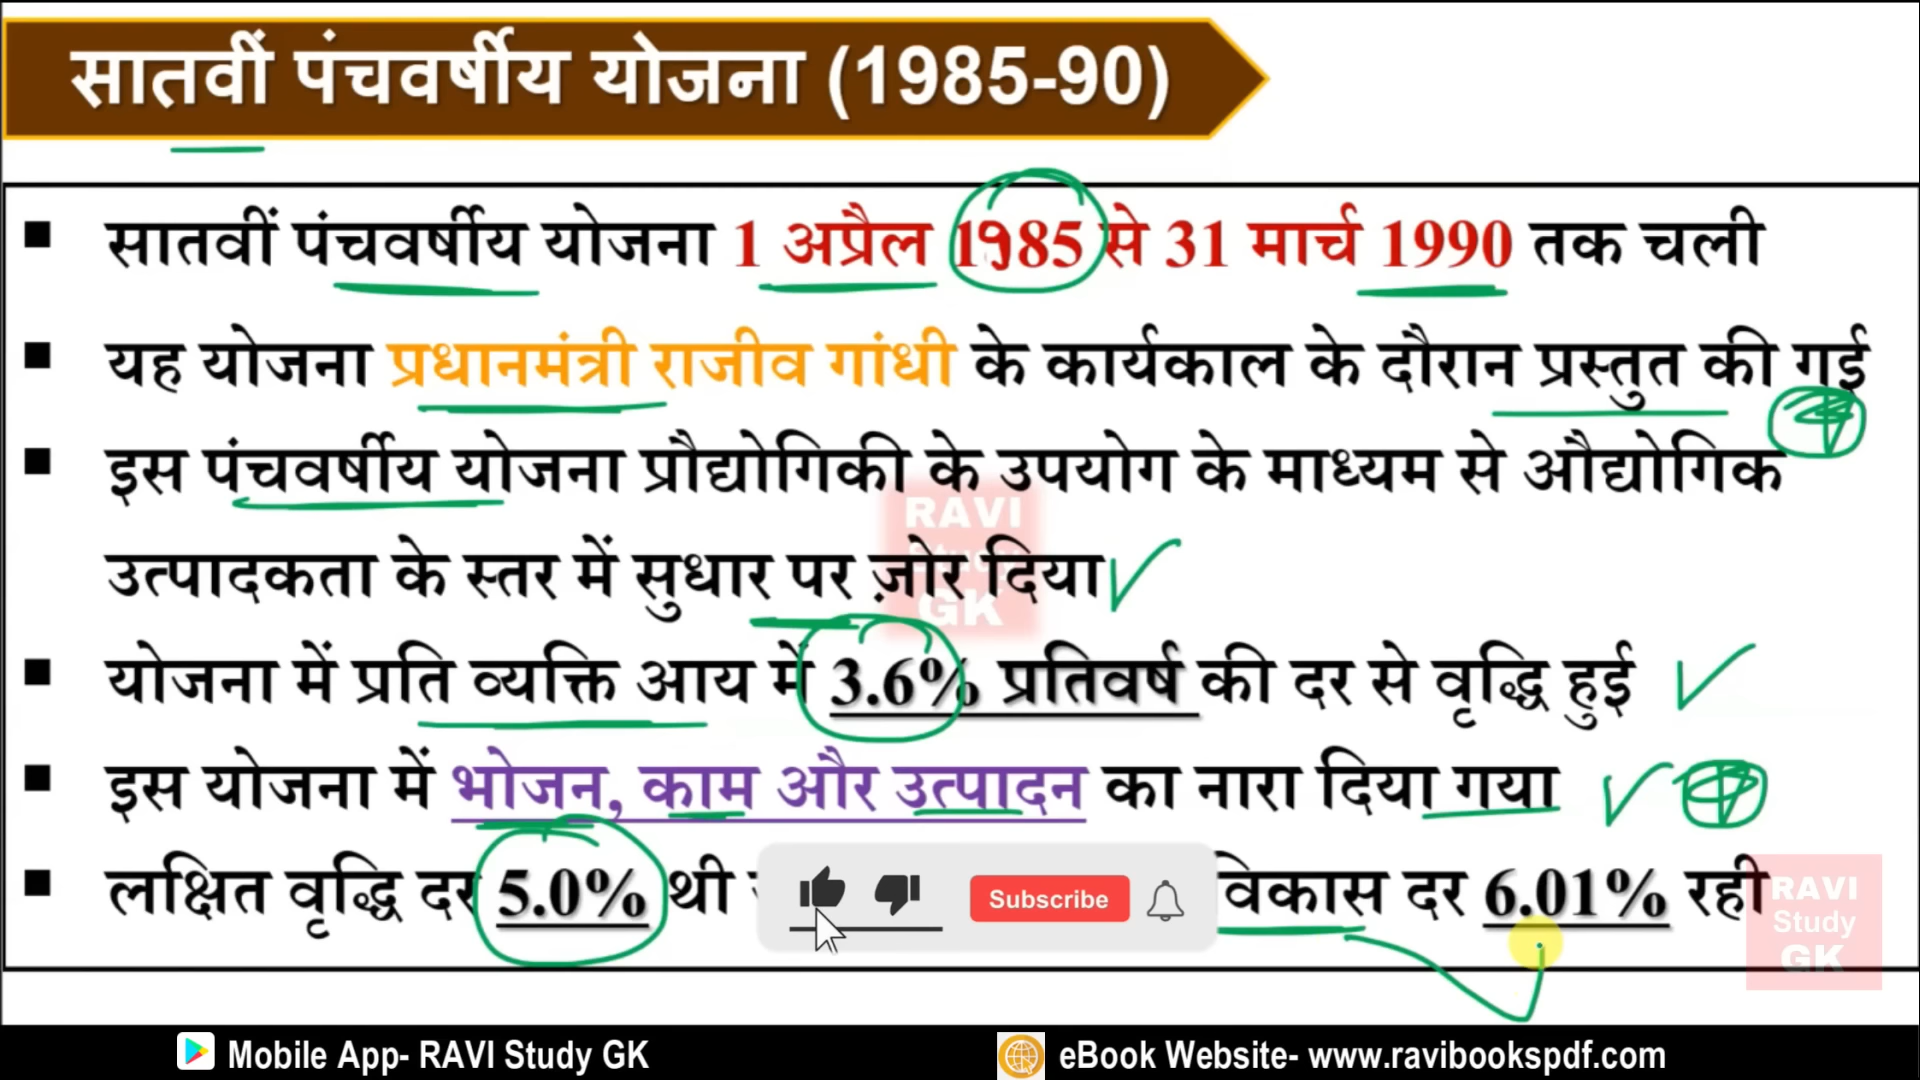 सातवीं पंचवर्षीय योजना (1985-90)
▪ सातवीं पंचवर्षीय योजना 1 अप्रैल 1985 से 31 मार्च 1990 तक चली
▪ यह योजना प्रधानमंत्री राजीव गांधी के कार्यकाल के दौरान प्रस्तुत की गई
▪ इस पंचवर्षीय योजना प्रौद्योगिकी के उपयोग के माध्यम से औद्योगिक
उत्पादकता के स्तर में सुधार पर ज़ोर दिया
▪ योजना में प्रति व्यक्ति आय में 3.6% प्रतिवर्ष की दर से वृद्धि हुई
▪ इस योजना में भोजन, काम और उत्पादन का नारा दिया गया
▪ लक्षित वृद्धि दर 5.0% थी विकास दर 6.01% रही
Subscribe
RAVI
Study
GK
RAVI
Study
GK
Mobile App- RAVI Study GK
eBook Website- www.ravibookspdf.com